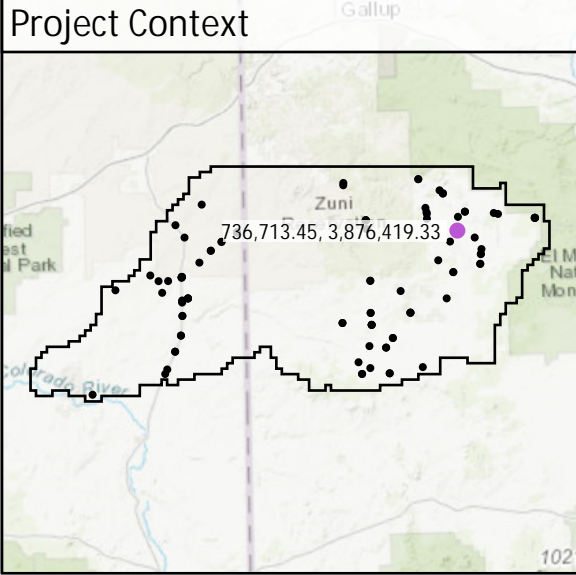 Project Context
Gallup
Zuni
736,713.45, 3,876,419.33
fied
est
al Park
El M
Nat
Mon
Colorado River
102